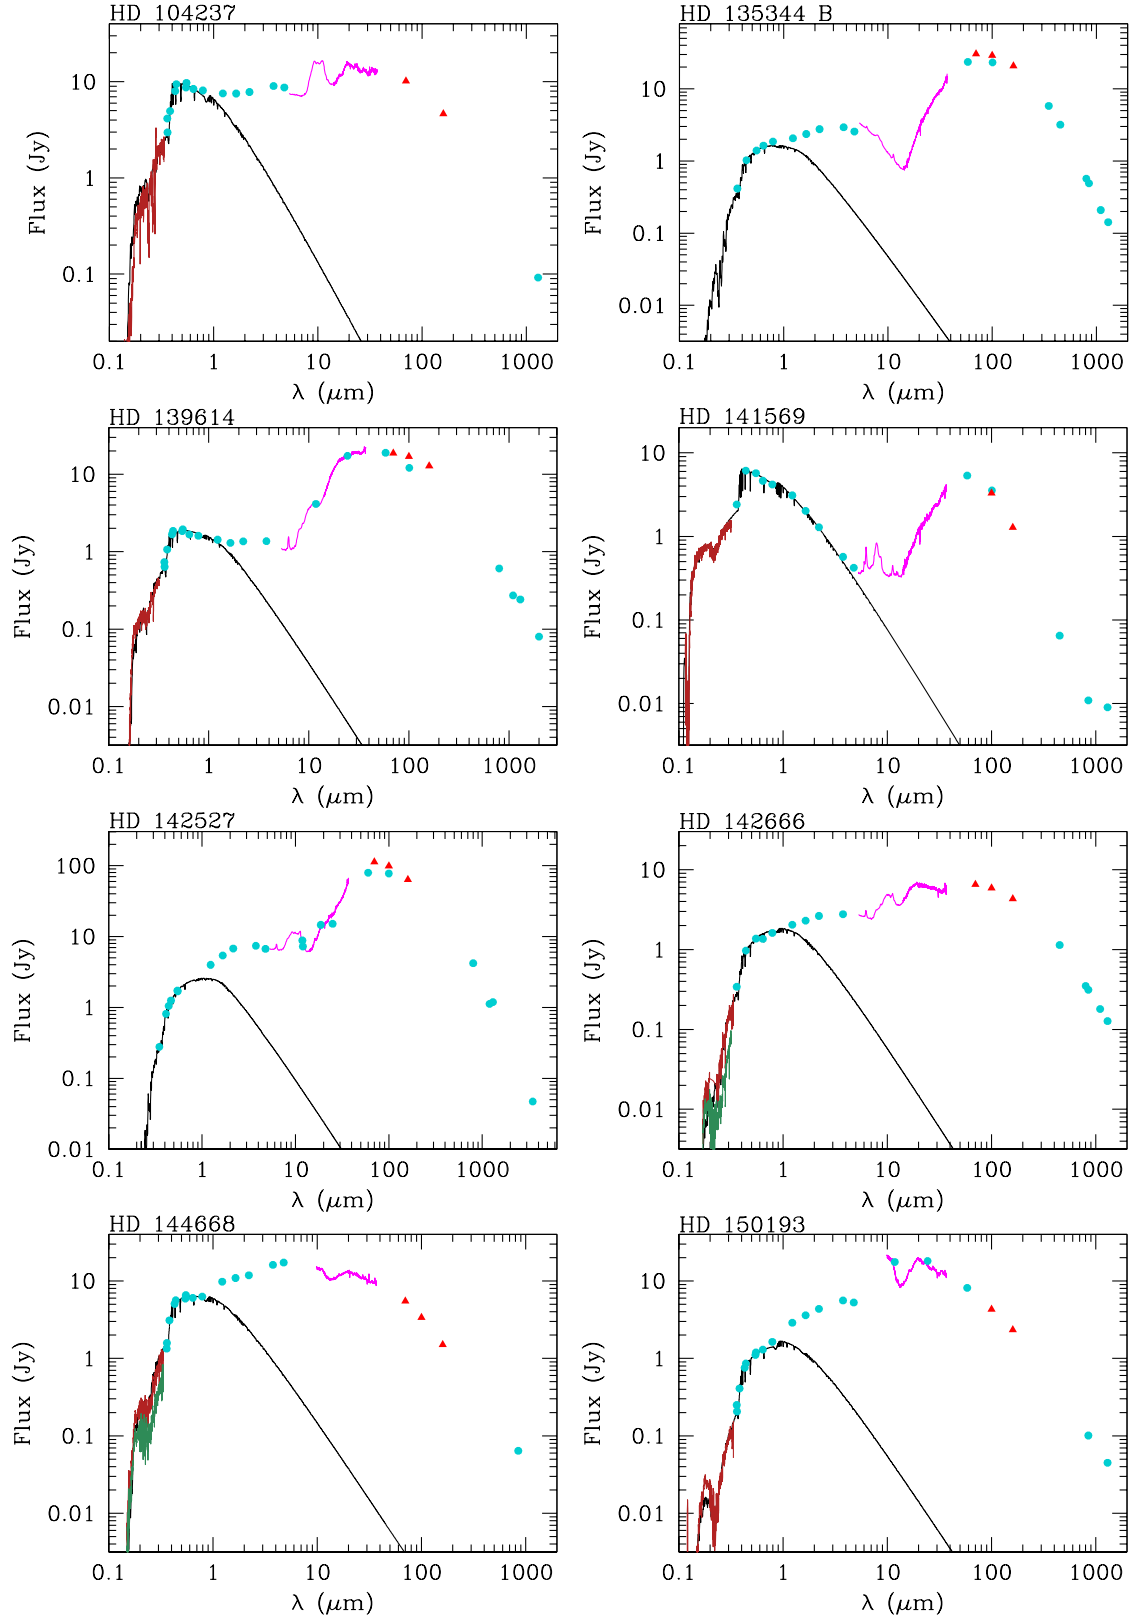 HD 104237
10
1
0.1
Flux (Jy)
0.1 1 10 100 1000
λ (μm)
HD 135344 B
10
1
0.1
0.01
Flux (Jy)
0.1 1 10 100 1000
λ (μm)
HD 139614
10
1
0.1
0.01
Flux (Jy)
0.1 1 10 100 1000
λ (μm)
HD 141569
10
1
0.1
0.01
Flux (Jy)
0.1 1 10 100 1000
λ (μm)
HD 142527
100
10
1
0.1
0.01
Flux (Jy)
0.1 1 10 100 1000
λ (μm)
HD 142666
10
1
0.1
0.01
Flux (Jy)
0.1 1 10 100 1000
λ (μm)
HD 144668
10
1
0.1
0.01
Flux (Jy)
0.1 1 10 100 1000
λ (μm)
HD 150193
10
1
0.1
0.01
Flux (Jy)
0.1 1 10 100 1000
λ (μm)